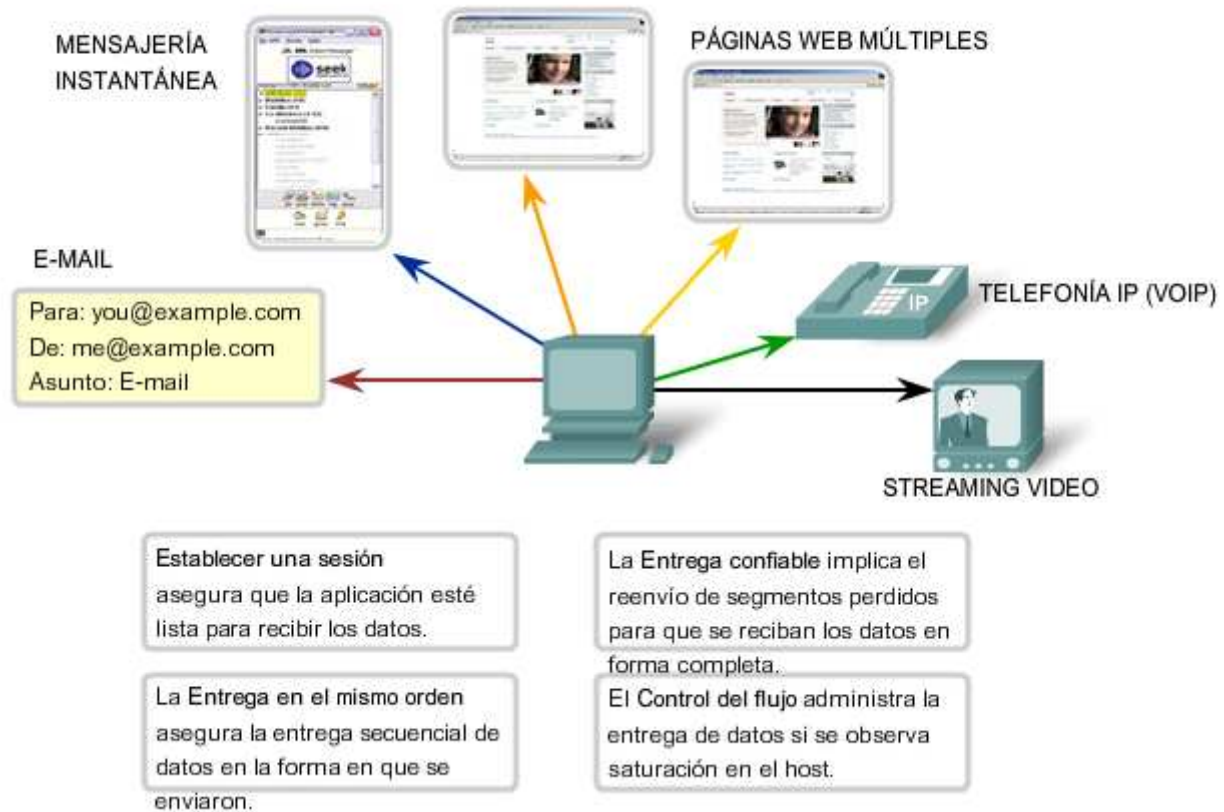 MENSAJERÍA
INSTANTÁNEA
seek
PÁGINAS WEB MÚLTIPLES
E-MAIL
Para: you@example.com
De: me@example.com
Asunto: E-mail
IP
TELEFONÍA IP (VOIP)
STREAMING VIDEO
Establecer una sesión
asegura que la aplicación esté
lista para recibir los datos.
La Entrega confiable implica el
reenvío de segmentos perdidos
para que se reciban los datos en
forma completa.
La Entrega en el mismo orden
asegura la entrega secuencial de
datos en la forma en que se
enviaron.
El Control del flujo administra la
entrega de datos si se observa
saturación en el host.